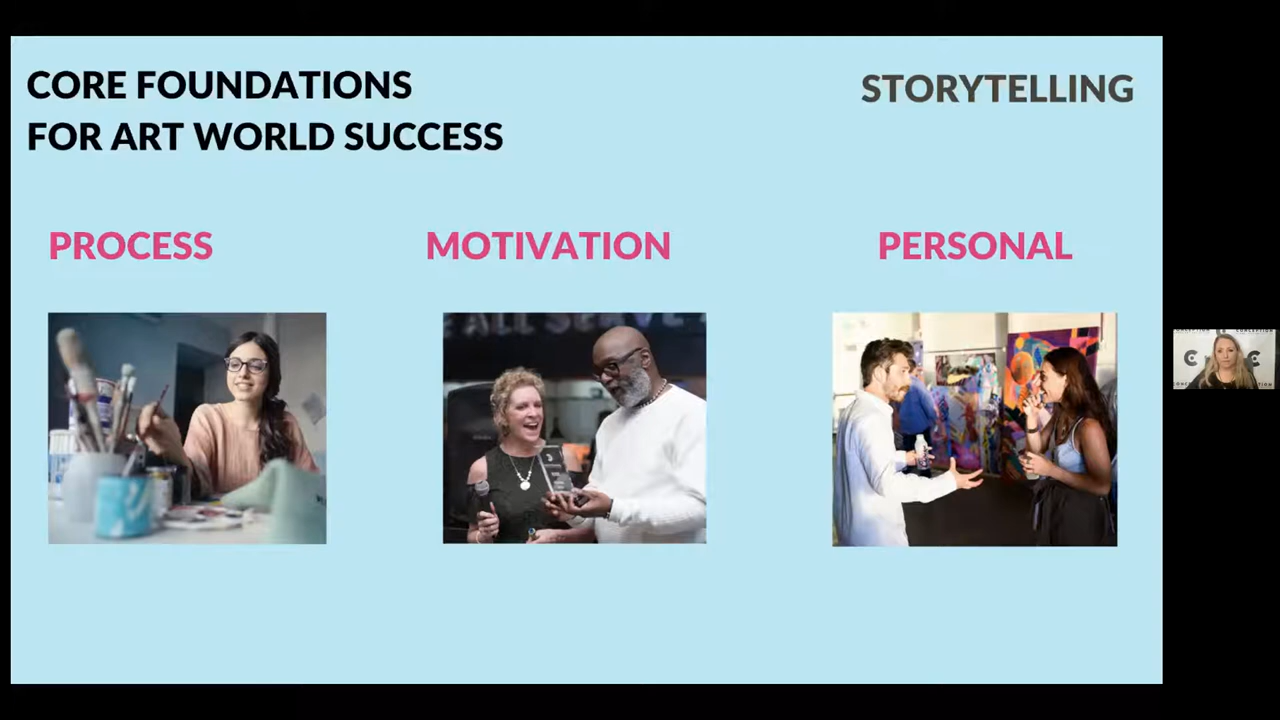 CORE FOUNDATIONS
FOR ART WORLD SUCCESS
STORYTELLING
PROCESS
MOTIVATION
PERSONAL